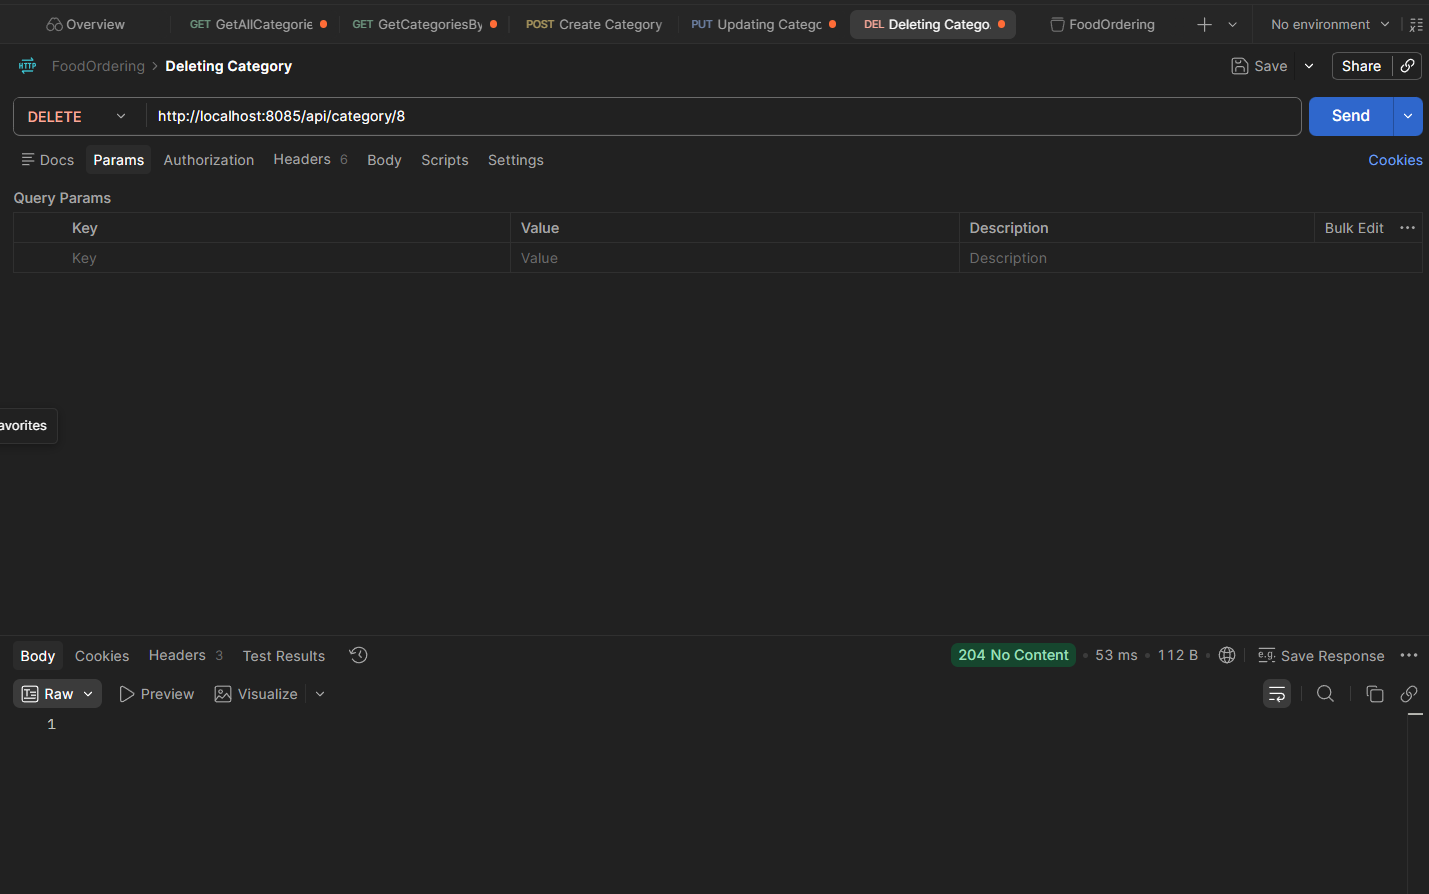 Overview GET GetAllCategorie GET GetCategoriesBy POST Create Category PUT Updating Catego DEL Deleting Catego. FoodOrdering No environment
HTTP FoodOrdering > Deleting Category Save Share
DELETE http://localhost:8085/api/category/8 Send
Docs Params Authorization Headers 6 Body Scripts Settings Cookies
Query Params
Key Value Description Bulk Edit
Key Value Description
avorites
Body Cookies Headers 3 Test Results 204 No Content 53 ms 112 B e.g. Save Response
Raw Preview Visualize
1